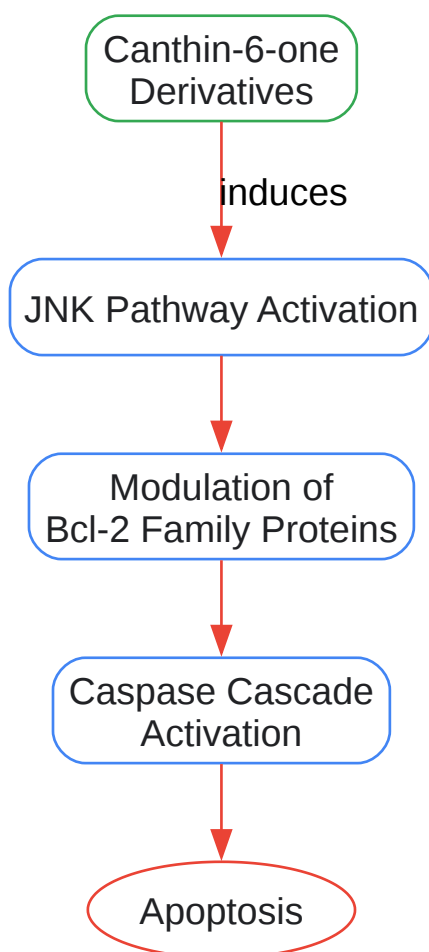 Canthin-6-one
Derivatives
induces
JNK Pathway Activation
Modulation of
Bcl-2 Family Proteins
Caspase Cascade
Activation
Apoptosis